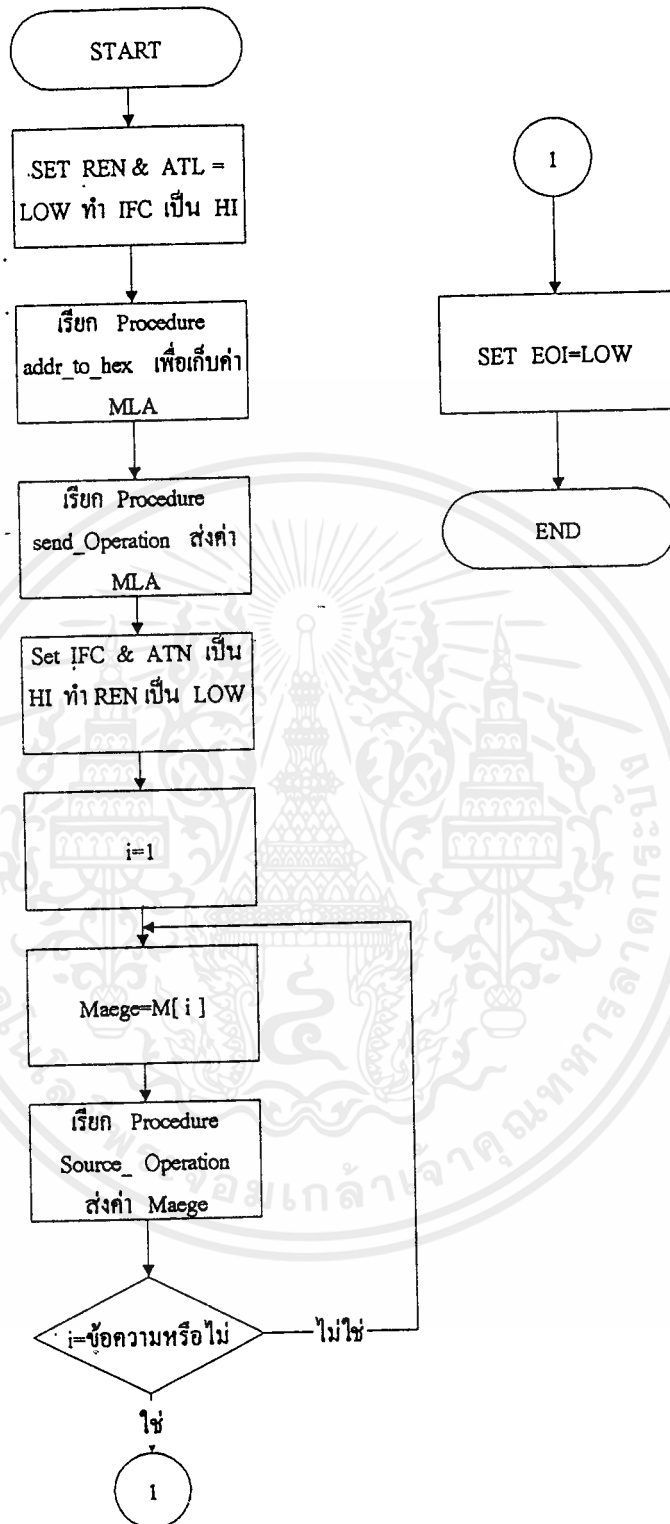 START
SET REN & ATL =
LOW ทำ IFC เป็น HI
เรียก Procedure
addr_to_hex เพื่อเก็บค่า
MLA
เรียก Procedure
send_Operation ส่งค่า
MLA
Set IFC & ATN เป็น
HI ทำ REN เป็น LOW
i=1
Maege=M[ i ]
เรียก Procedure
Source_ Operation
ส่งค่า Maege
i=ข้อความหรือไม่
ไม่ใช่
ใช่
1
1
SET EOI=LOW
END